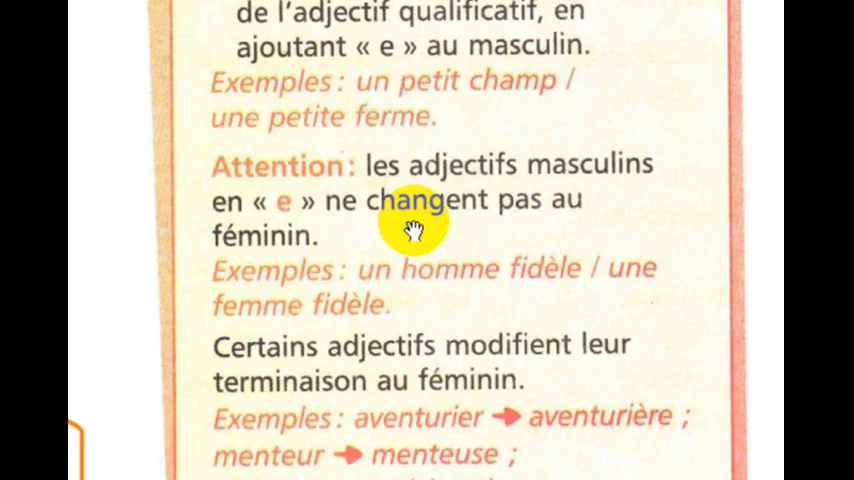 de l'adjectif qualificatif, en
ajoutant « e » au masculin.
Exemples : un petit champ /
une petite ferme.
Attention : les adjectifs masculins
en « e » ne changent pas au
féminin.
Exemples : un homme fidèle / une
femme fidèle.
Certains adjectifs modifient leur
terminaison au féminin.
Exemples : aventurier → aventurière ;
menteur → menteuse ;